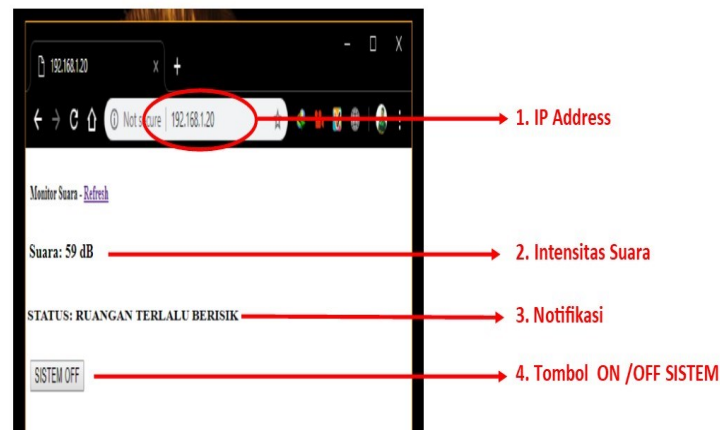 192.168.1.20
Not secure 192.168.1.20
1. IP Address
Monitor Suara - Refresh
Suara: 59 dB
2. Intensitas Suara
STATUS: RUANGAN TERLALU BERISIK
3. Notifikasi
SISTEM OFF
4. Tombol ON /OFF SISTEM